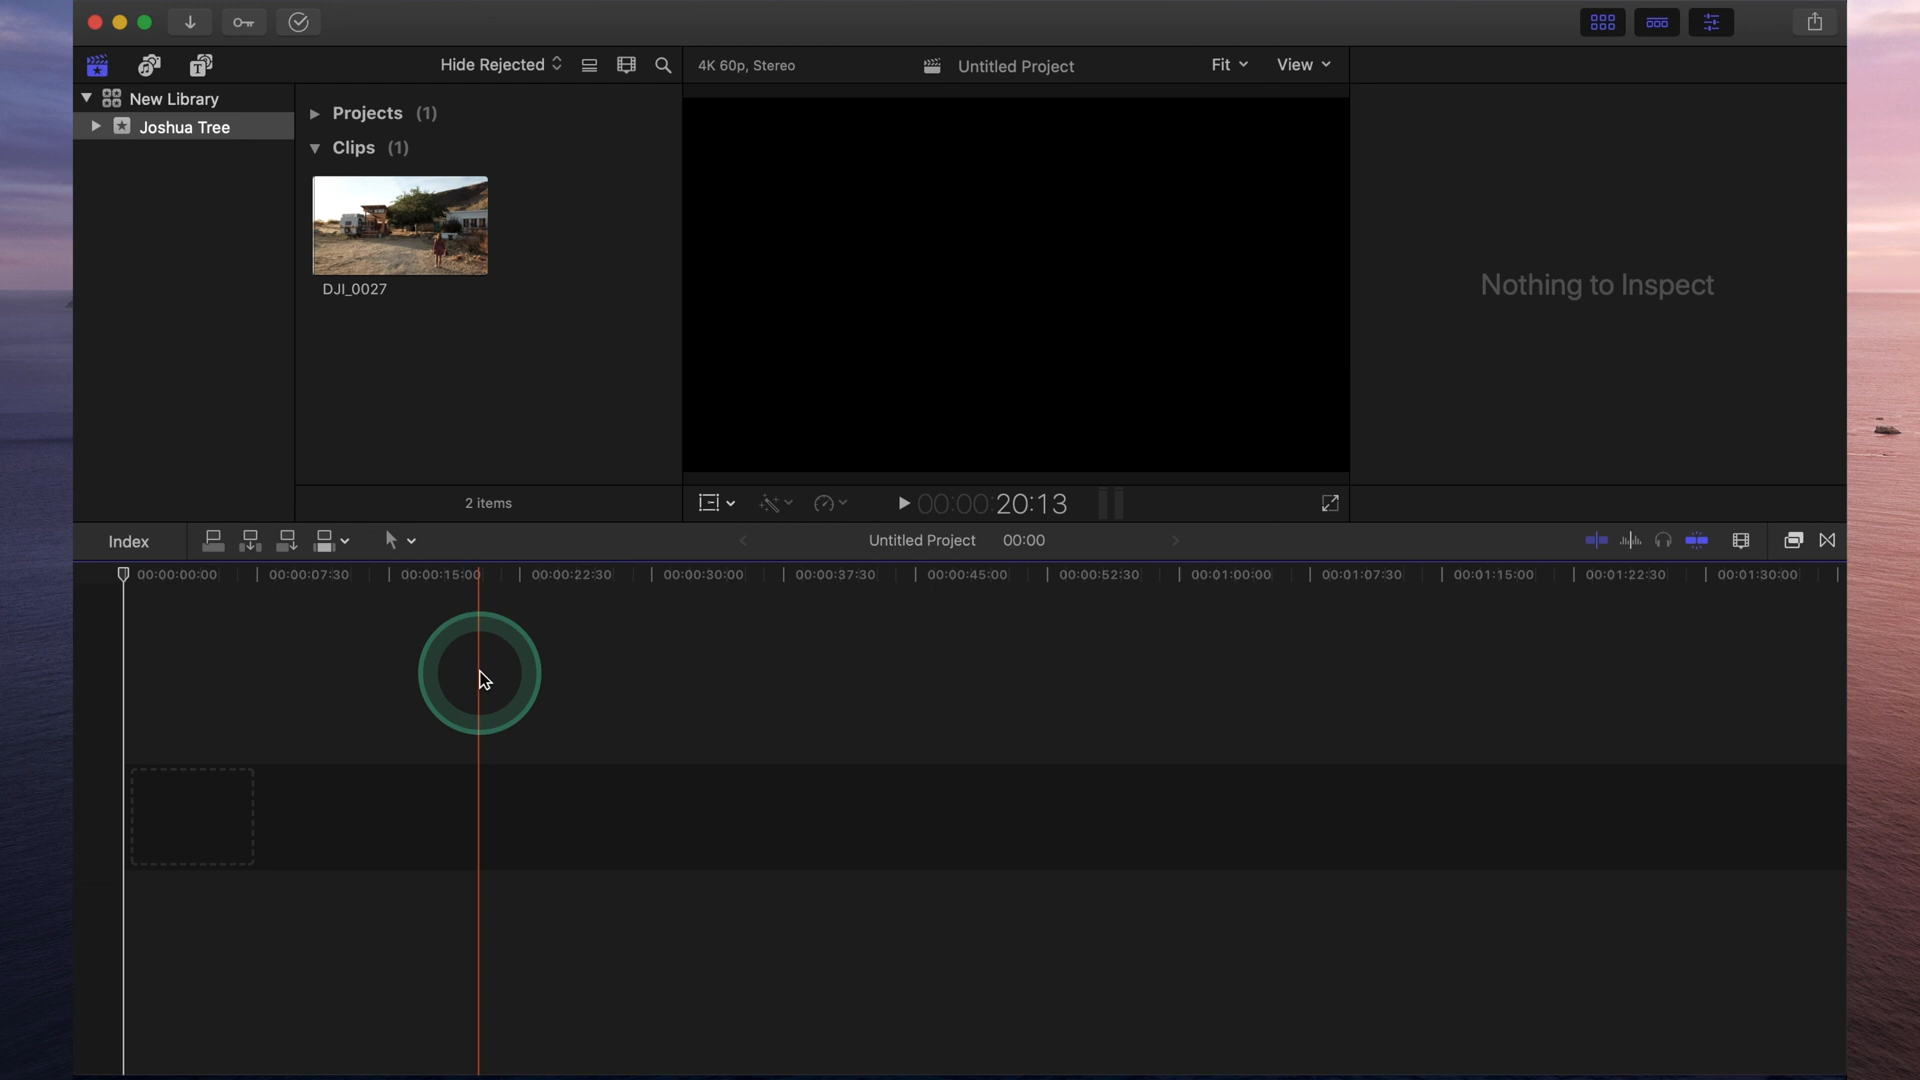 Hide Rejected
4K 60p, Stereo
Untitled Project
Fit
View
New Library
Joshua Tree
Projects (1)
Clips (1)
DJI_0027
Nothing to Inspect
2 items
00:00:20:13
Index
Untitled Project 00:00
00:00:00:00 00:00:07:30 00:00:15:00 00:00:22:30 00:00:30:00 00:00:37:30 00:00:45:00 00:00:52:30 00:01:00:00 00:01:07:30 00:01:15:00 00:01:22:30 00:01:30:00